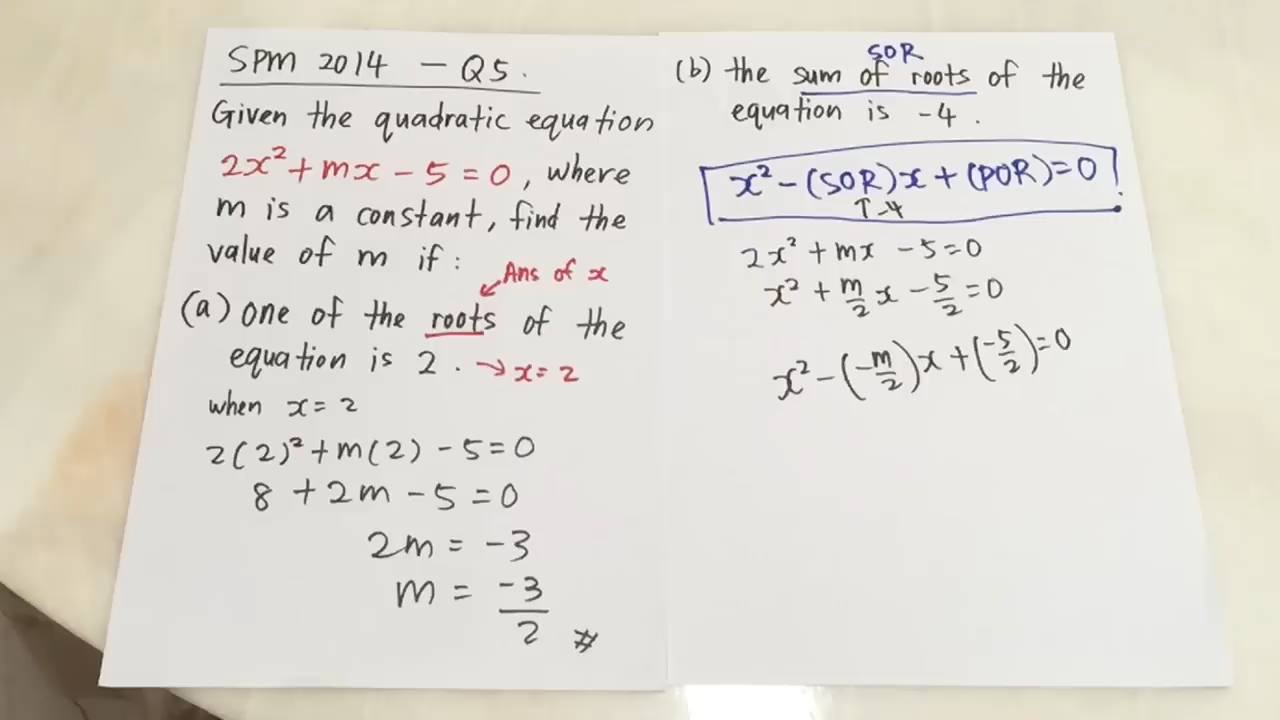 SPM 2014 - Q5.
Given the quadratic equation
2x² + mx - 5 = 0, where
m is a constant, find the
value of m if:
Ans of x
(a) one of the roots of the
equation is 2. → x = 2
when x = 2
2(2)² + m(2) - 5 = 0
8 + 2m - 5 = 0
2m = -3
m = -3/2 #
SOR
(b) the sum of roots of the
equation is -4.
x² - (SOR)x + (POR) = 0
↑-4
2x² + mx - 5 = 0
x² + m/2 x - 5/2 = 0
x² - (-m/2)x + (-5/2) = 0